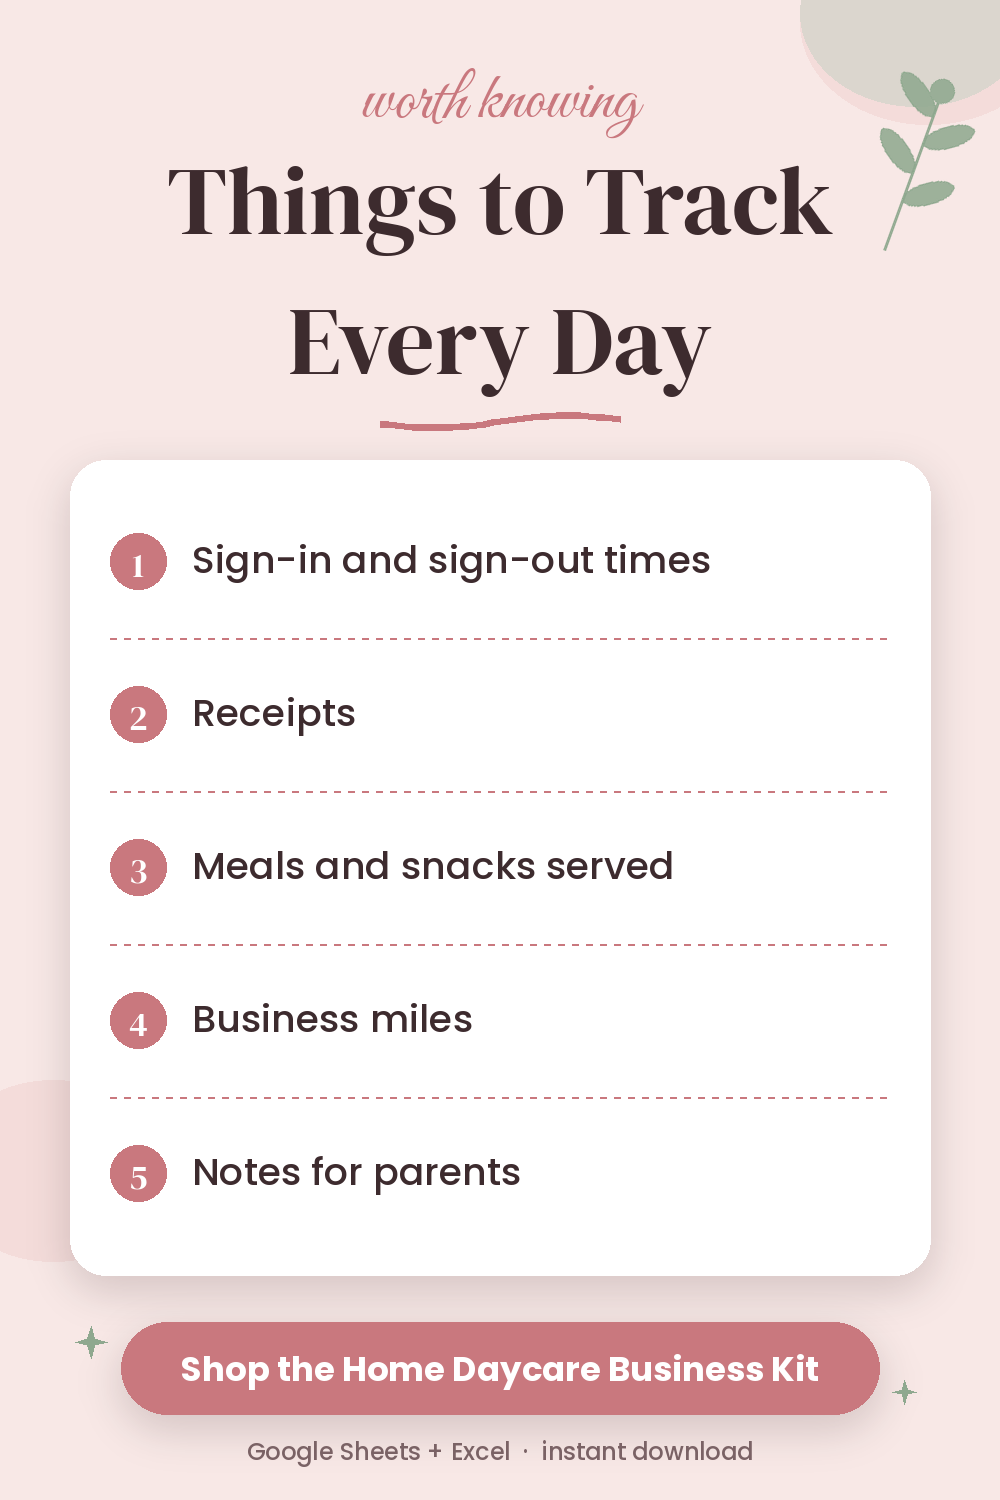 worth knowing
Things to Track
Every Day
1 Sign-in and sign-out times
2 Receipts
3 Meals and snacks served
4 Business miles
5 Notes for parents
Shop the Home Daycare Business Kit
Google Sheets + Excel · instant download